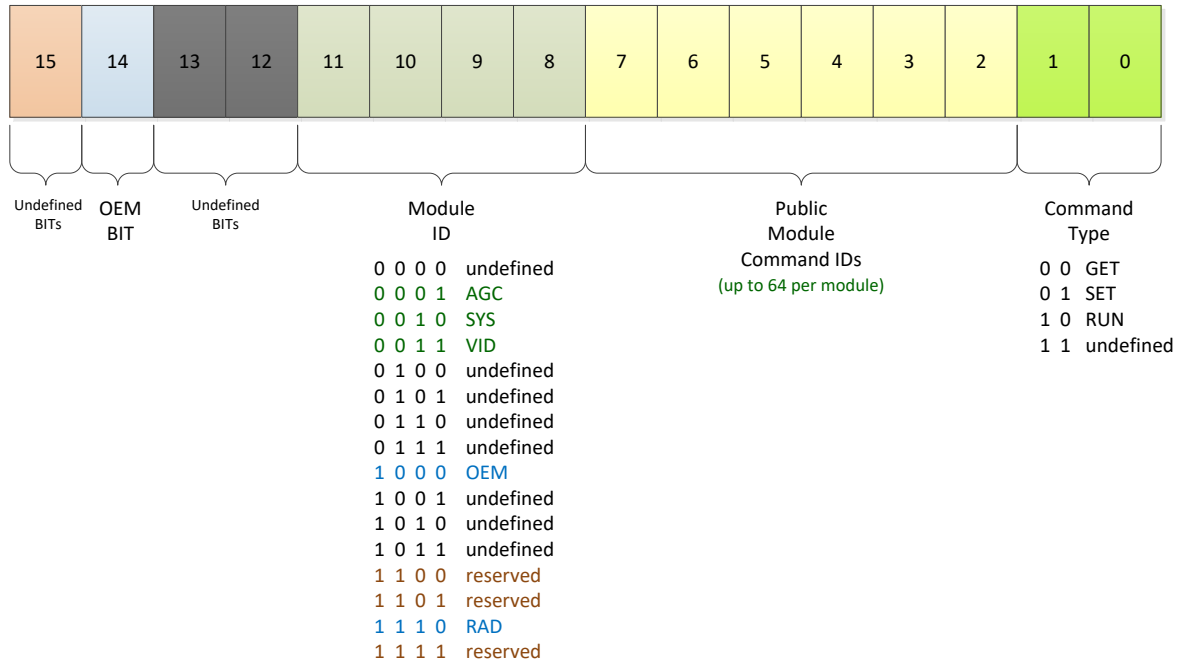 15 14 13 12 11 10 9 8 7 6 5 4 3 2 1 0
Undefined
BITs
OEM
BIT
Undefined
BITs
Module
ID
0 0 0 0 undefined
0 0 0 1 AGC
0 0 1 0 SYS
0 0 1 1 VID
0 1 0 0 undefined
0 1 0 1 undefined
0 1 1 0 undefined
0 1 1 1 undefined
1 0 0 0 OEM
1 0 0 1 undefined
1 0 1 0 undefined
1 0 1 1 undefined
1 1 0 0 reserved
1 1 0 1 reserved
1 1 1 0 RAD
1 1 1 1 reserved
Public
Module
Command IDs
(up to 64 per module)
Command
Type
0 0 GET
0 1 SET
1 0 RUN
1 1 undefined